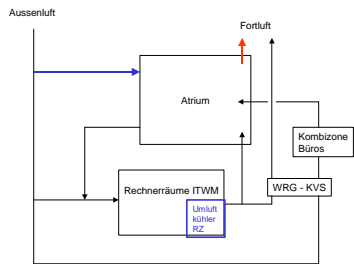 Aussenluft
Fortluft
Atrium
Kombizone
Büros
Rechnerräume ITWM
WRG - KVS
Umluft
kühler
RZ